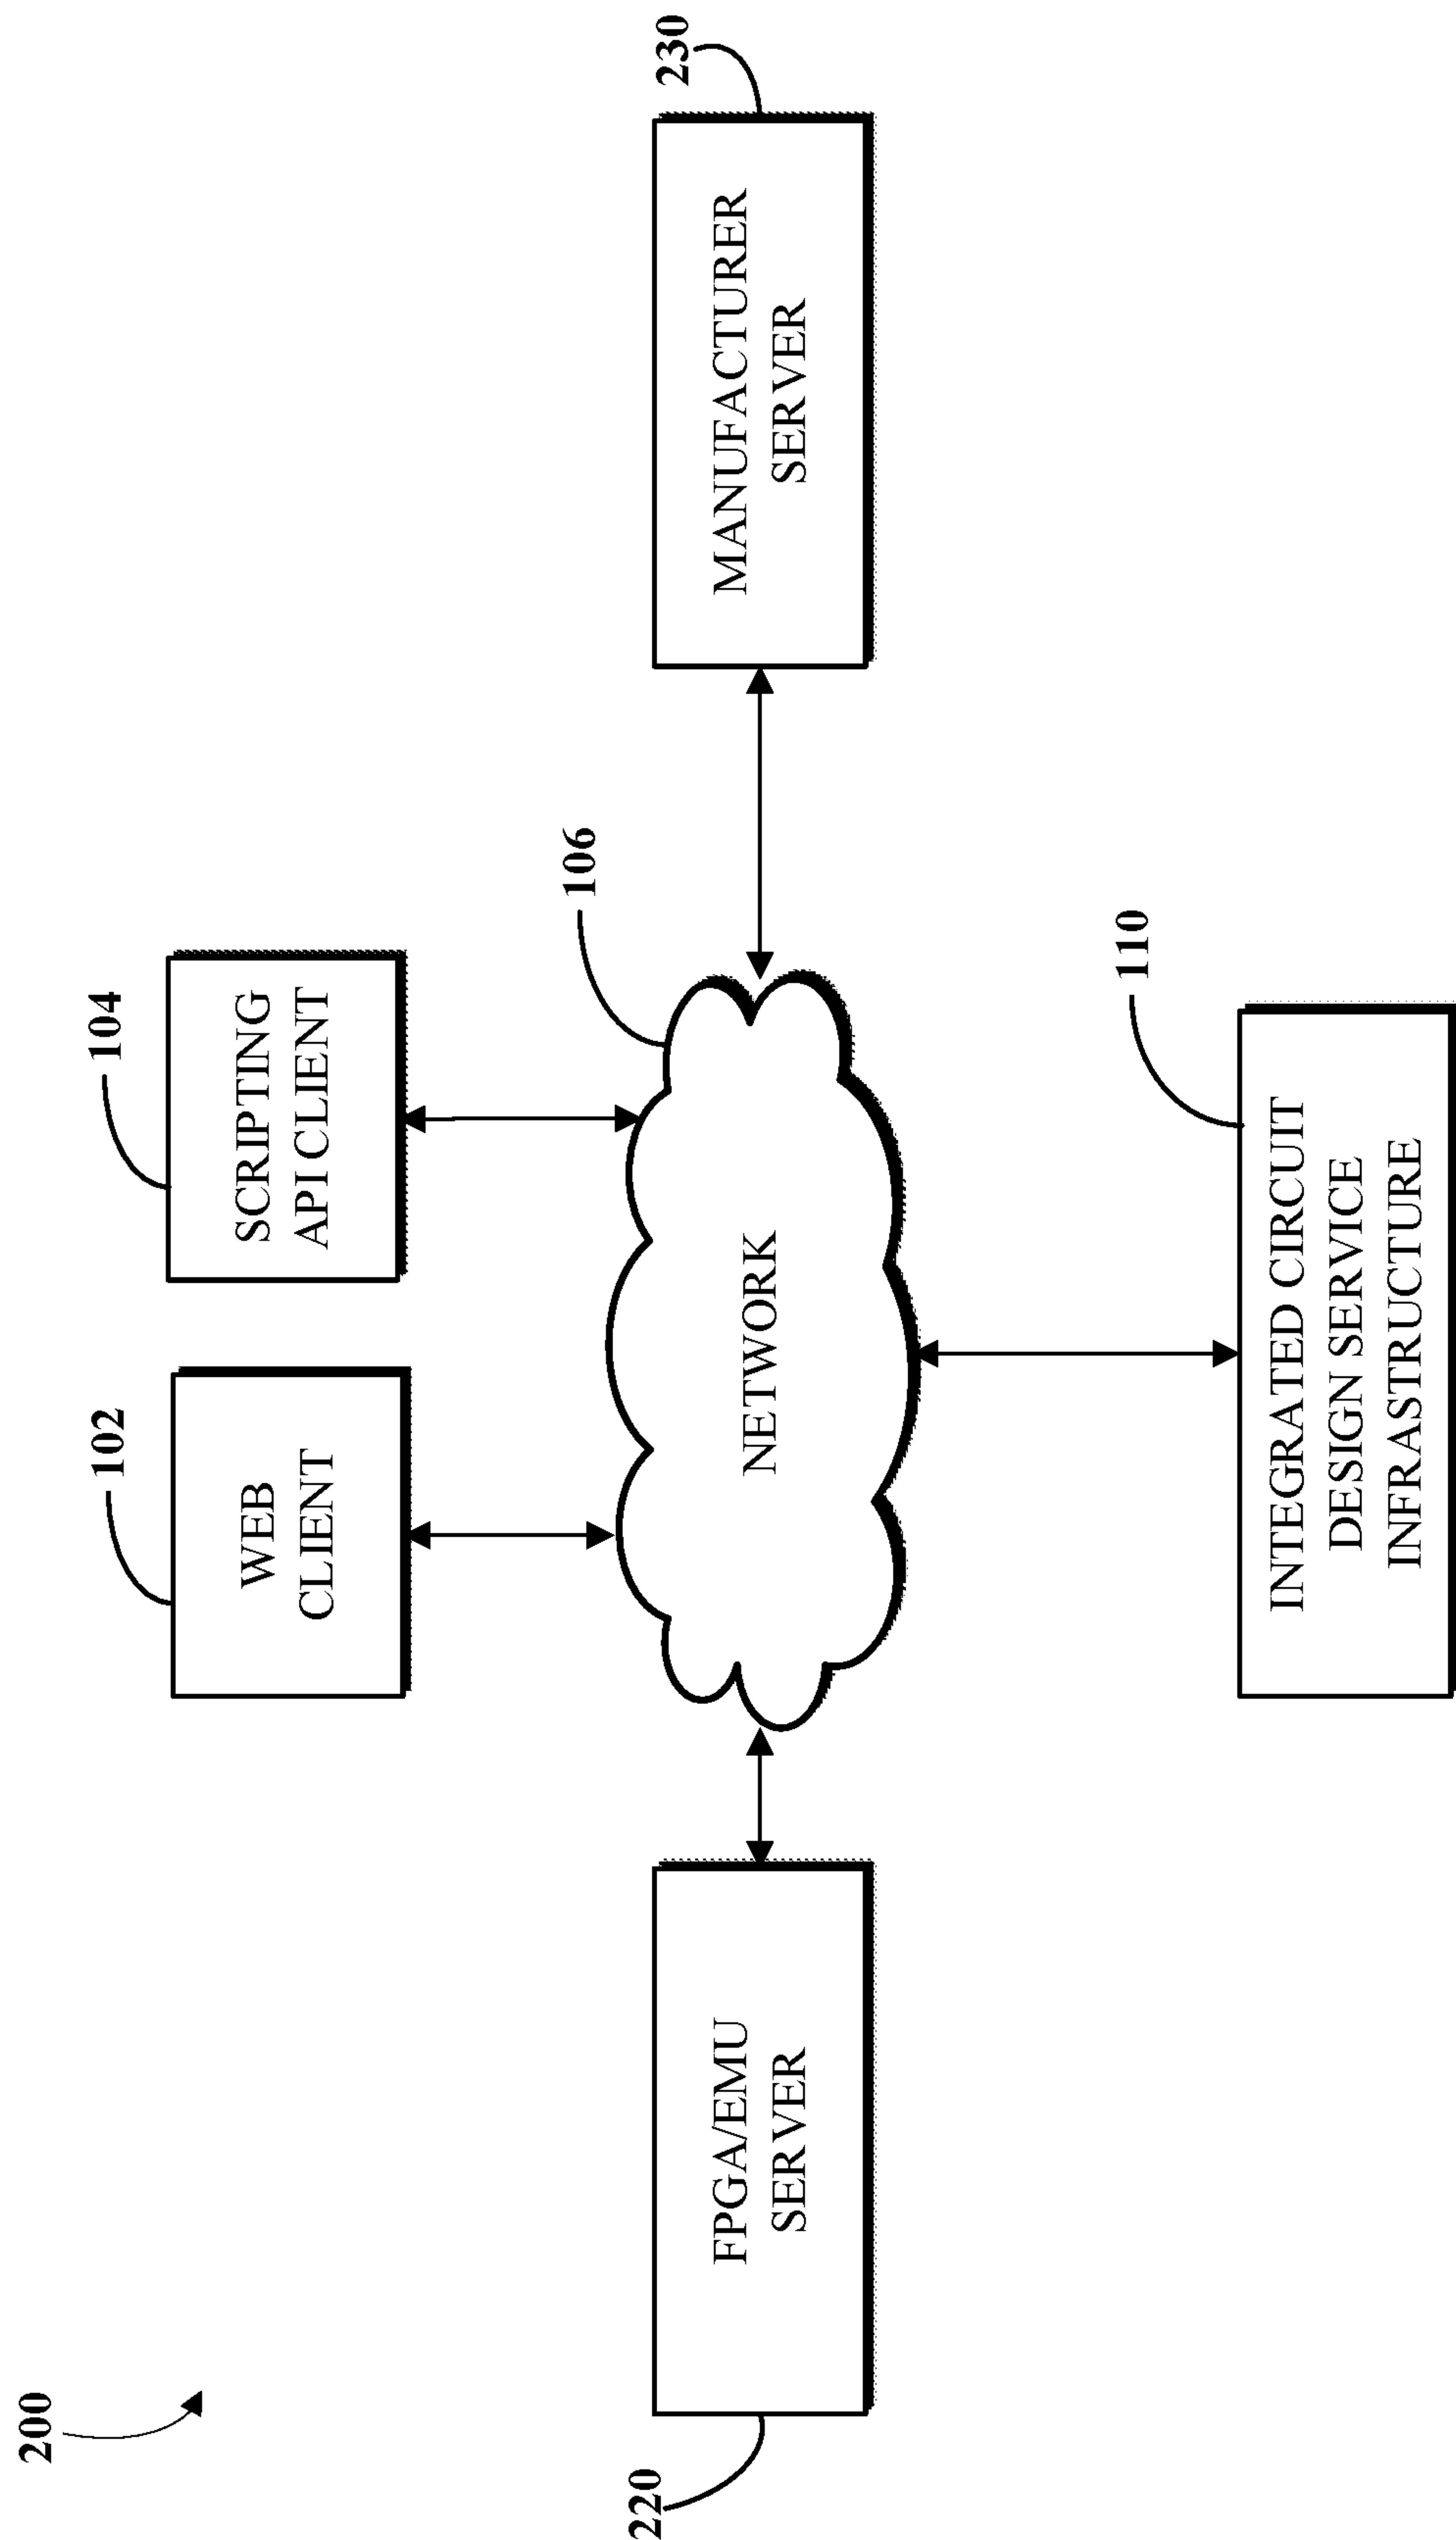 200
102
WEB
CLIENT
104
SCRIPTING
API CLIENT
106
220
FPGA/EMU
SERVER
NETWORK
230
MANUFACTURER
SERVER
110
INTEGRATED CIRCUIT
DESIGN SERVICE
INFRASTRUCTURE